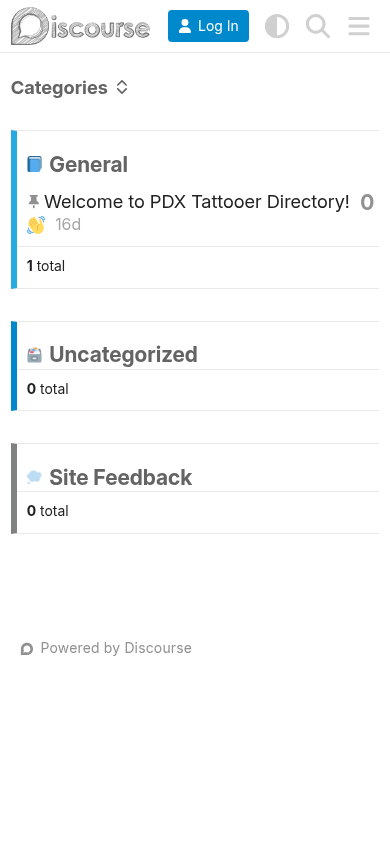 Discourse
Log In
Categories
General
Welcome to PDX Tattooer Directory! 0
16d
1 total
Uncategorized
0 total
Site Feedback
0 total
Powered by Discourse